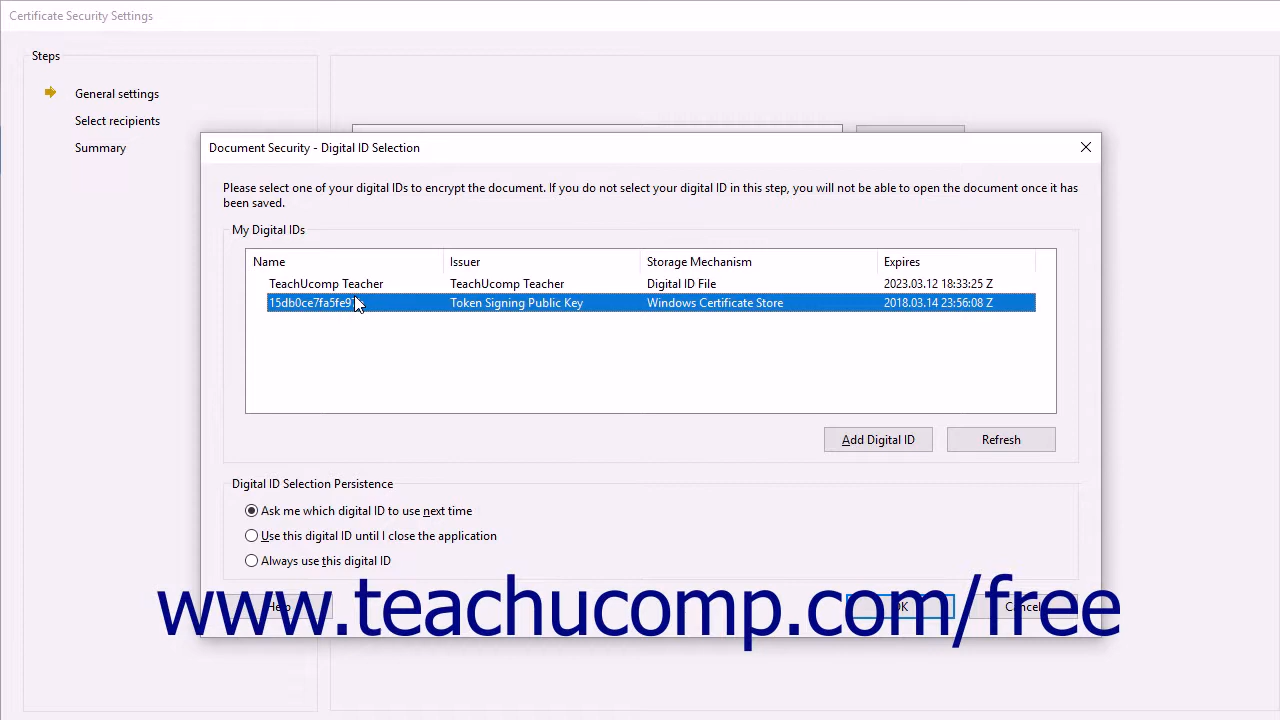 Certificate Security Settings
Steps
General settings
Select recipients
Summary
Document Security - Digital ID Selection
Please select one of your digital IDs to encrypt the document. If you do not select your digital ID in this step, you will not be able to open the document once it has
been saved.
My Digital IDs
Name Issuer Storage Mechanism Expires
TeachUcomp Teacher TeachUcomp Teacher Digital ID File 2023.03.12 18:33:25 Z
15db0ce7fa5fe9 Token Signing Public Key Windows Certificate Store 2018.03.14 23:56:08 Z
Add Digital ID Refresh
Digital ID Selection Persistence
Ask me which digital ID to use next time
Use this digital ID until I close the application
Always use this digital ID
Help OK Cancel
www.teachucomp.com/free